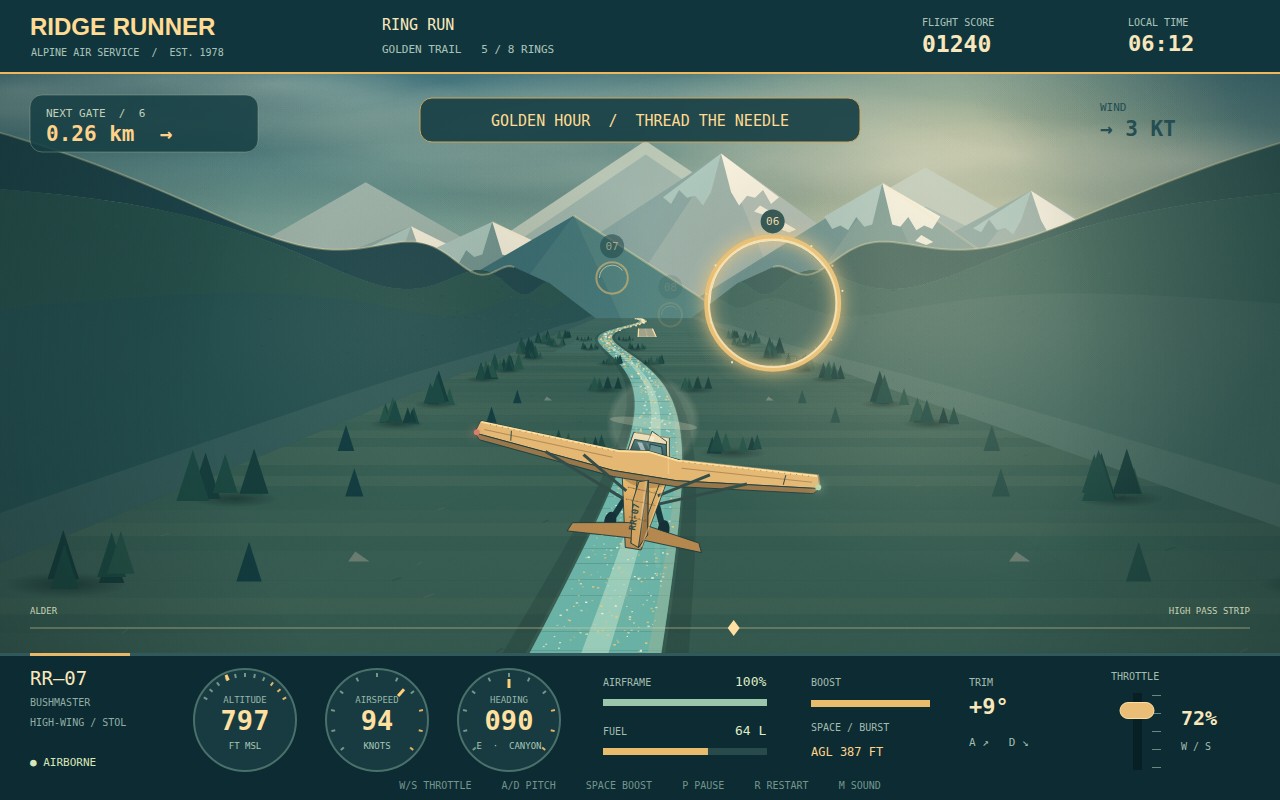 RIDGE RUNNER
ALPINE AIR SERVICE / EST. 1978
RING RUN
GOLDEN TRAIL 5 / 8 RINGS
FLIGHT SCORE
01240
LOCAL TIME
06:12
NEXT GATE / 6
0.26 km →
GOLDEN HOUR / THREAD THE NEEDLE
WIND
→ 3 KT
06
07
08
RR-07
ALDER
HIGH PASS STRIP
RR—07
BUSHMASTER
HIGH-WING / STOL
● AIRBORNE
ALTITUDE
797
FT MSL
AIRSPEED
94
KNOTS
HEADING
090
E · CANYON
AIRFRAME 100%
FUEL 64 L
BOOST
SPACE / BURST
AGL 387 FT
TRIM
+9°
A ↗ D ↘
THROTTLE
72%
W / S
W/S THROTTLE A/D PITCH SPACE BOOST P PAUSE R RESTART M SOUND